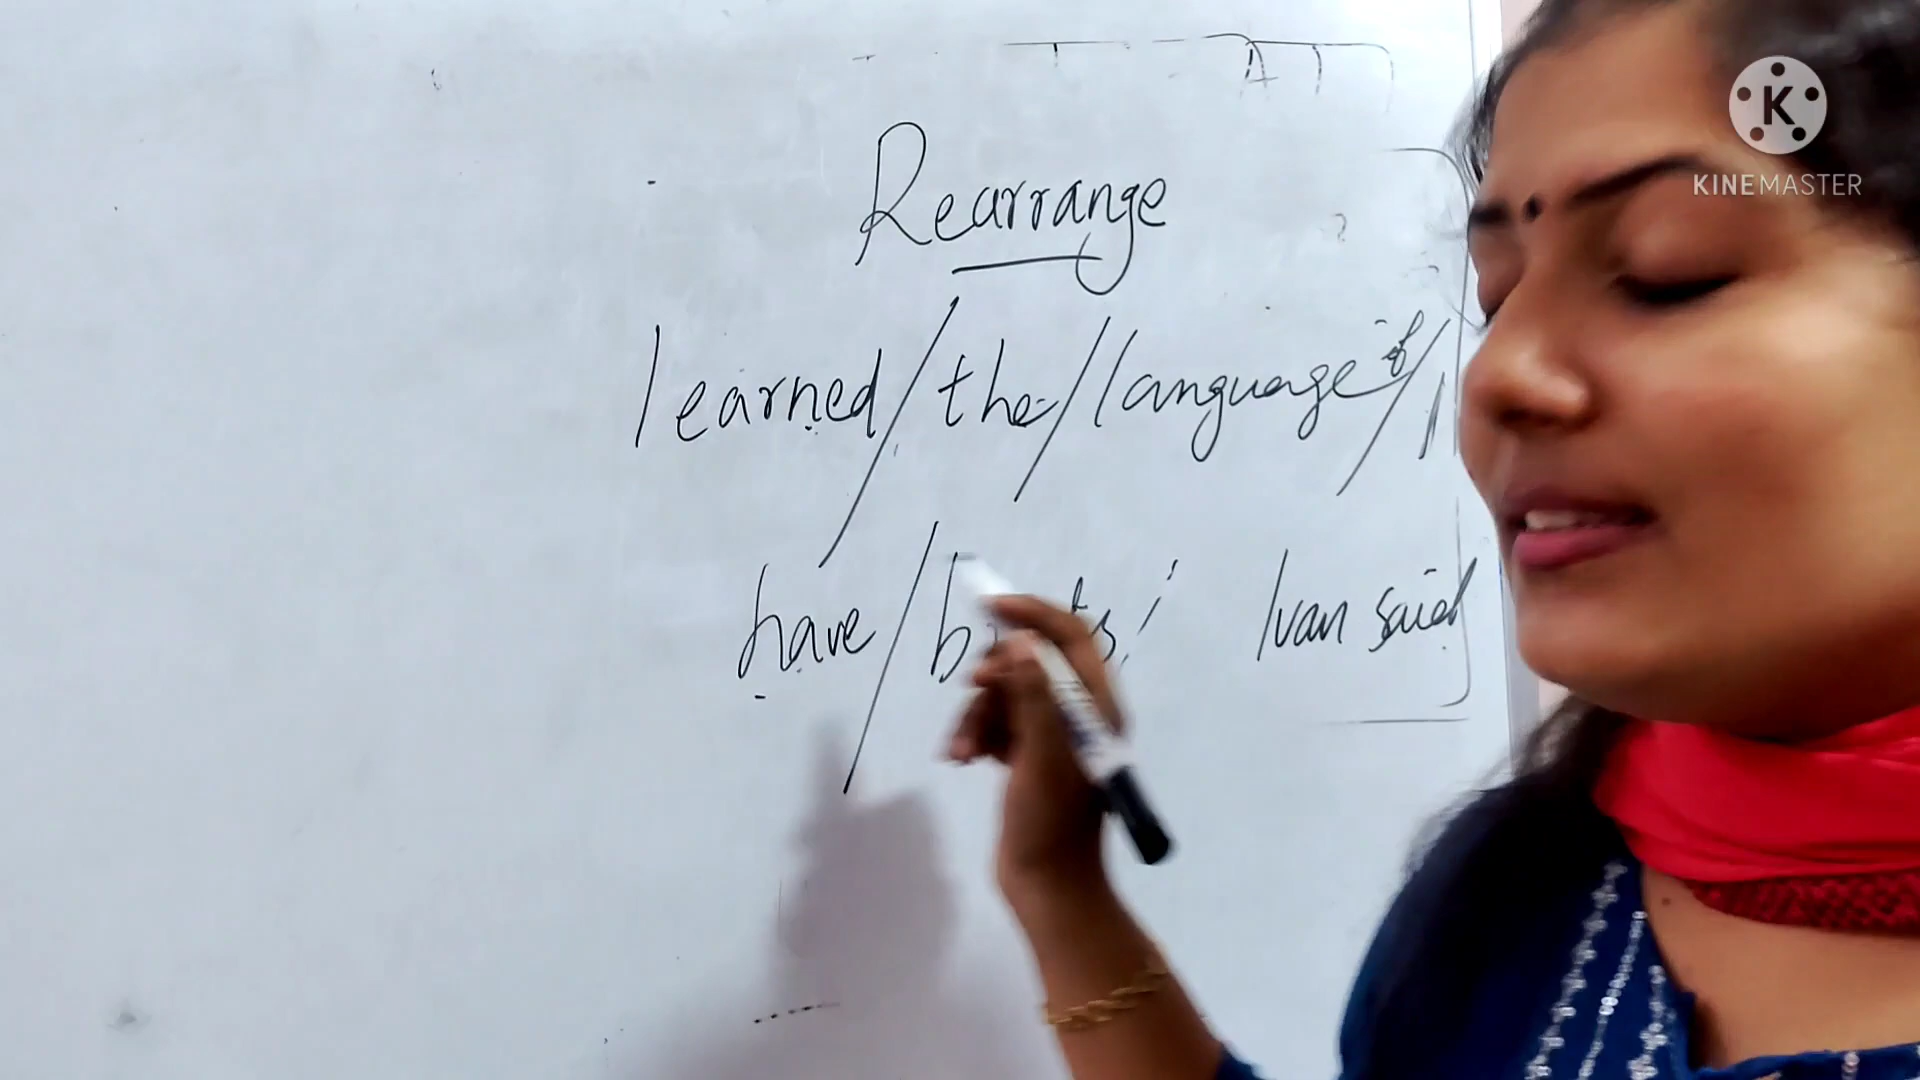 KINEMASTER
Rearrange
learned / the / language of / I
have / Ivan said